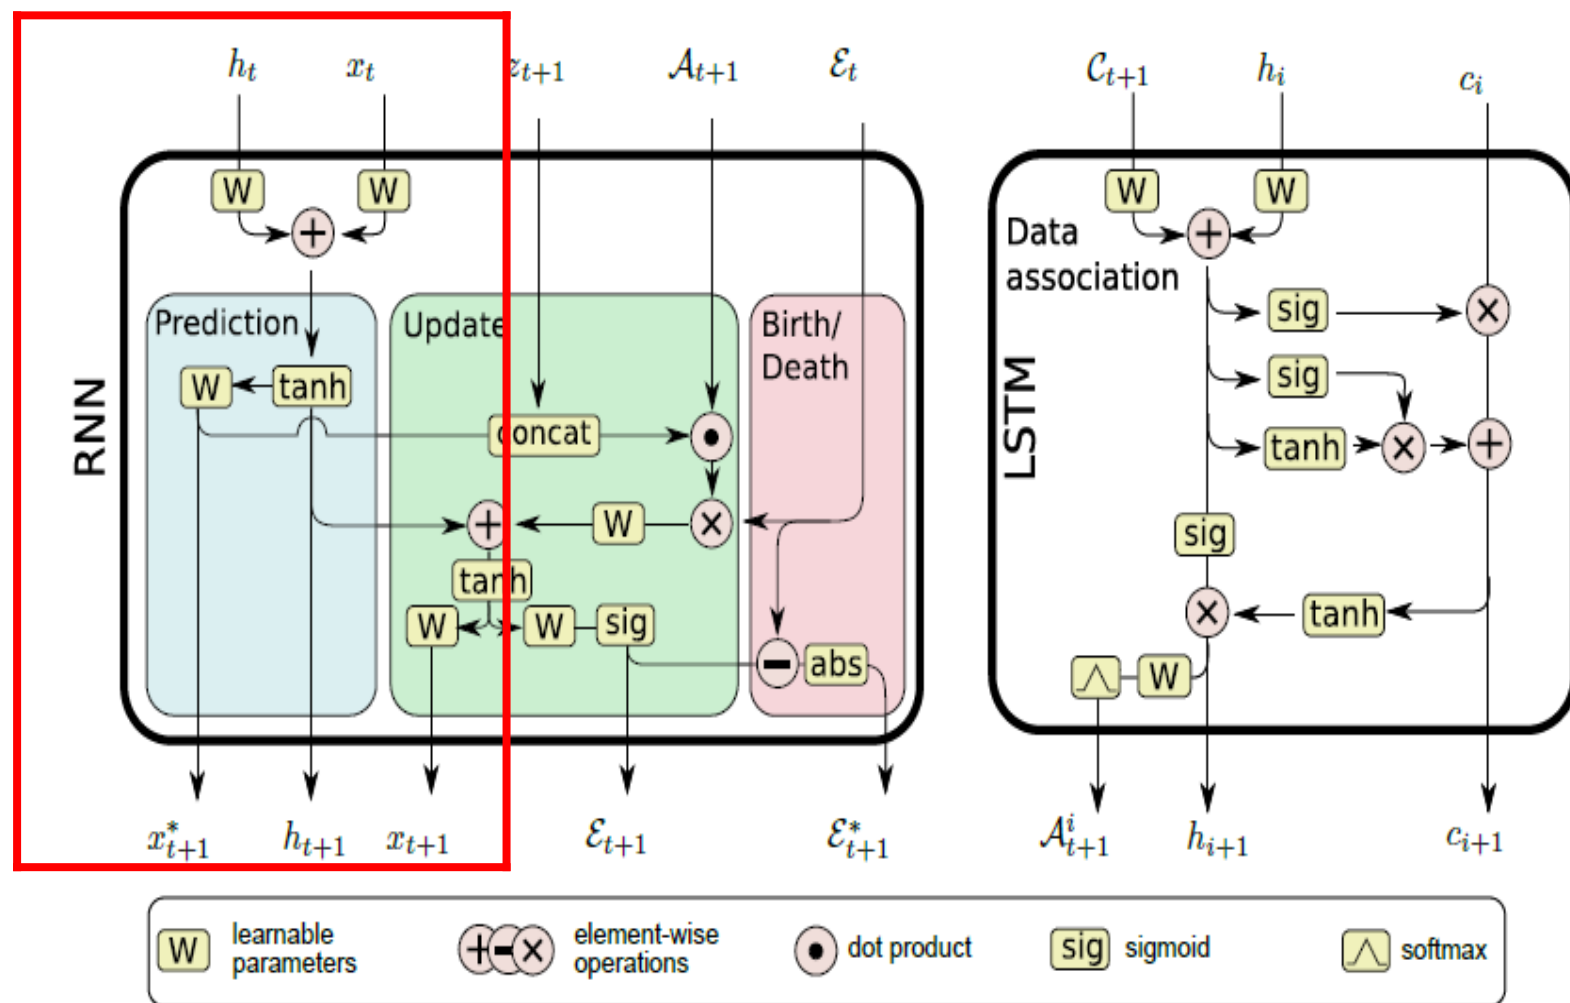 h_t x_t z_{t+1} A_{t+1} ℰ_t
C_{t+1} h_i c_i
W W
+
Prediction
Update
Birth/
Death
RNN
W tanh
concat •
+ W ×
tanh
W W sig
− abs
x*_{t+1} h_{t+1} x_{t+1} ℰ_{t+1} ℰ*_{t+1}
W W
Data
association
+
LSTM
sig ×
sig
tanh × +
sig
× tanh
W
A^i_{t+1} h_{i+1} c_{i+1}
W learnable
parameters
+ − × element-wise
operations
• dot product
sig sigmoid
softmax